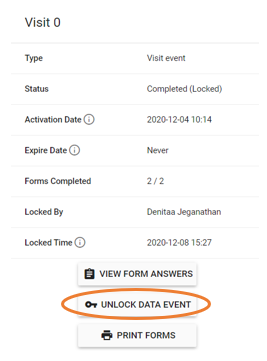 Visit 0
Type Visit event
Status Completed (Locked)
Activation Date 2020-12-04 10:14
Expire Date Never
Forms Completed 2 / 2
Locked By Denitaa Jeganathan
Locked Time 2020-12-08 15:27
VIEW FORM ANSWERS
UNLOCK DATA EVENT
PRINT FORMS